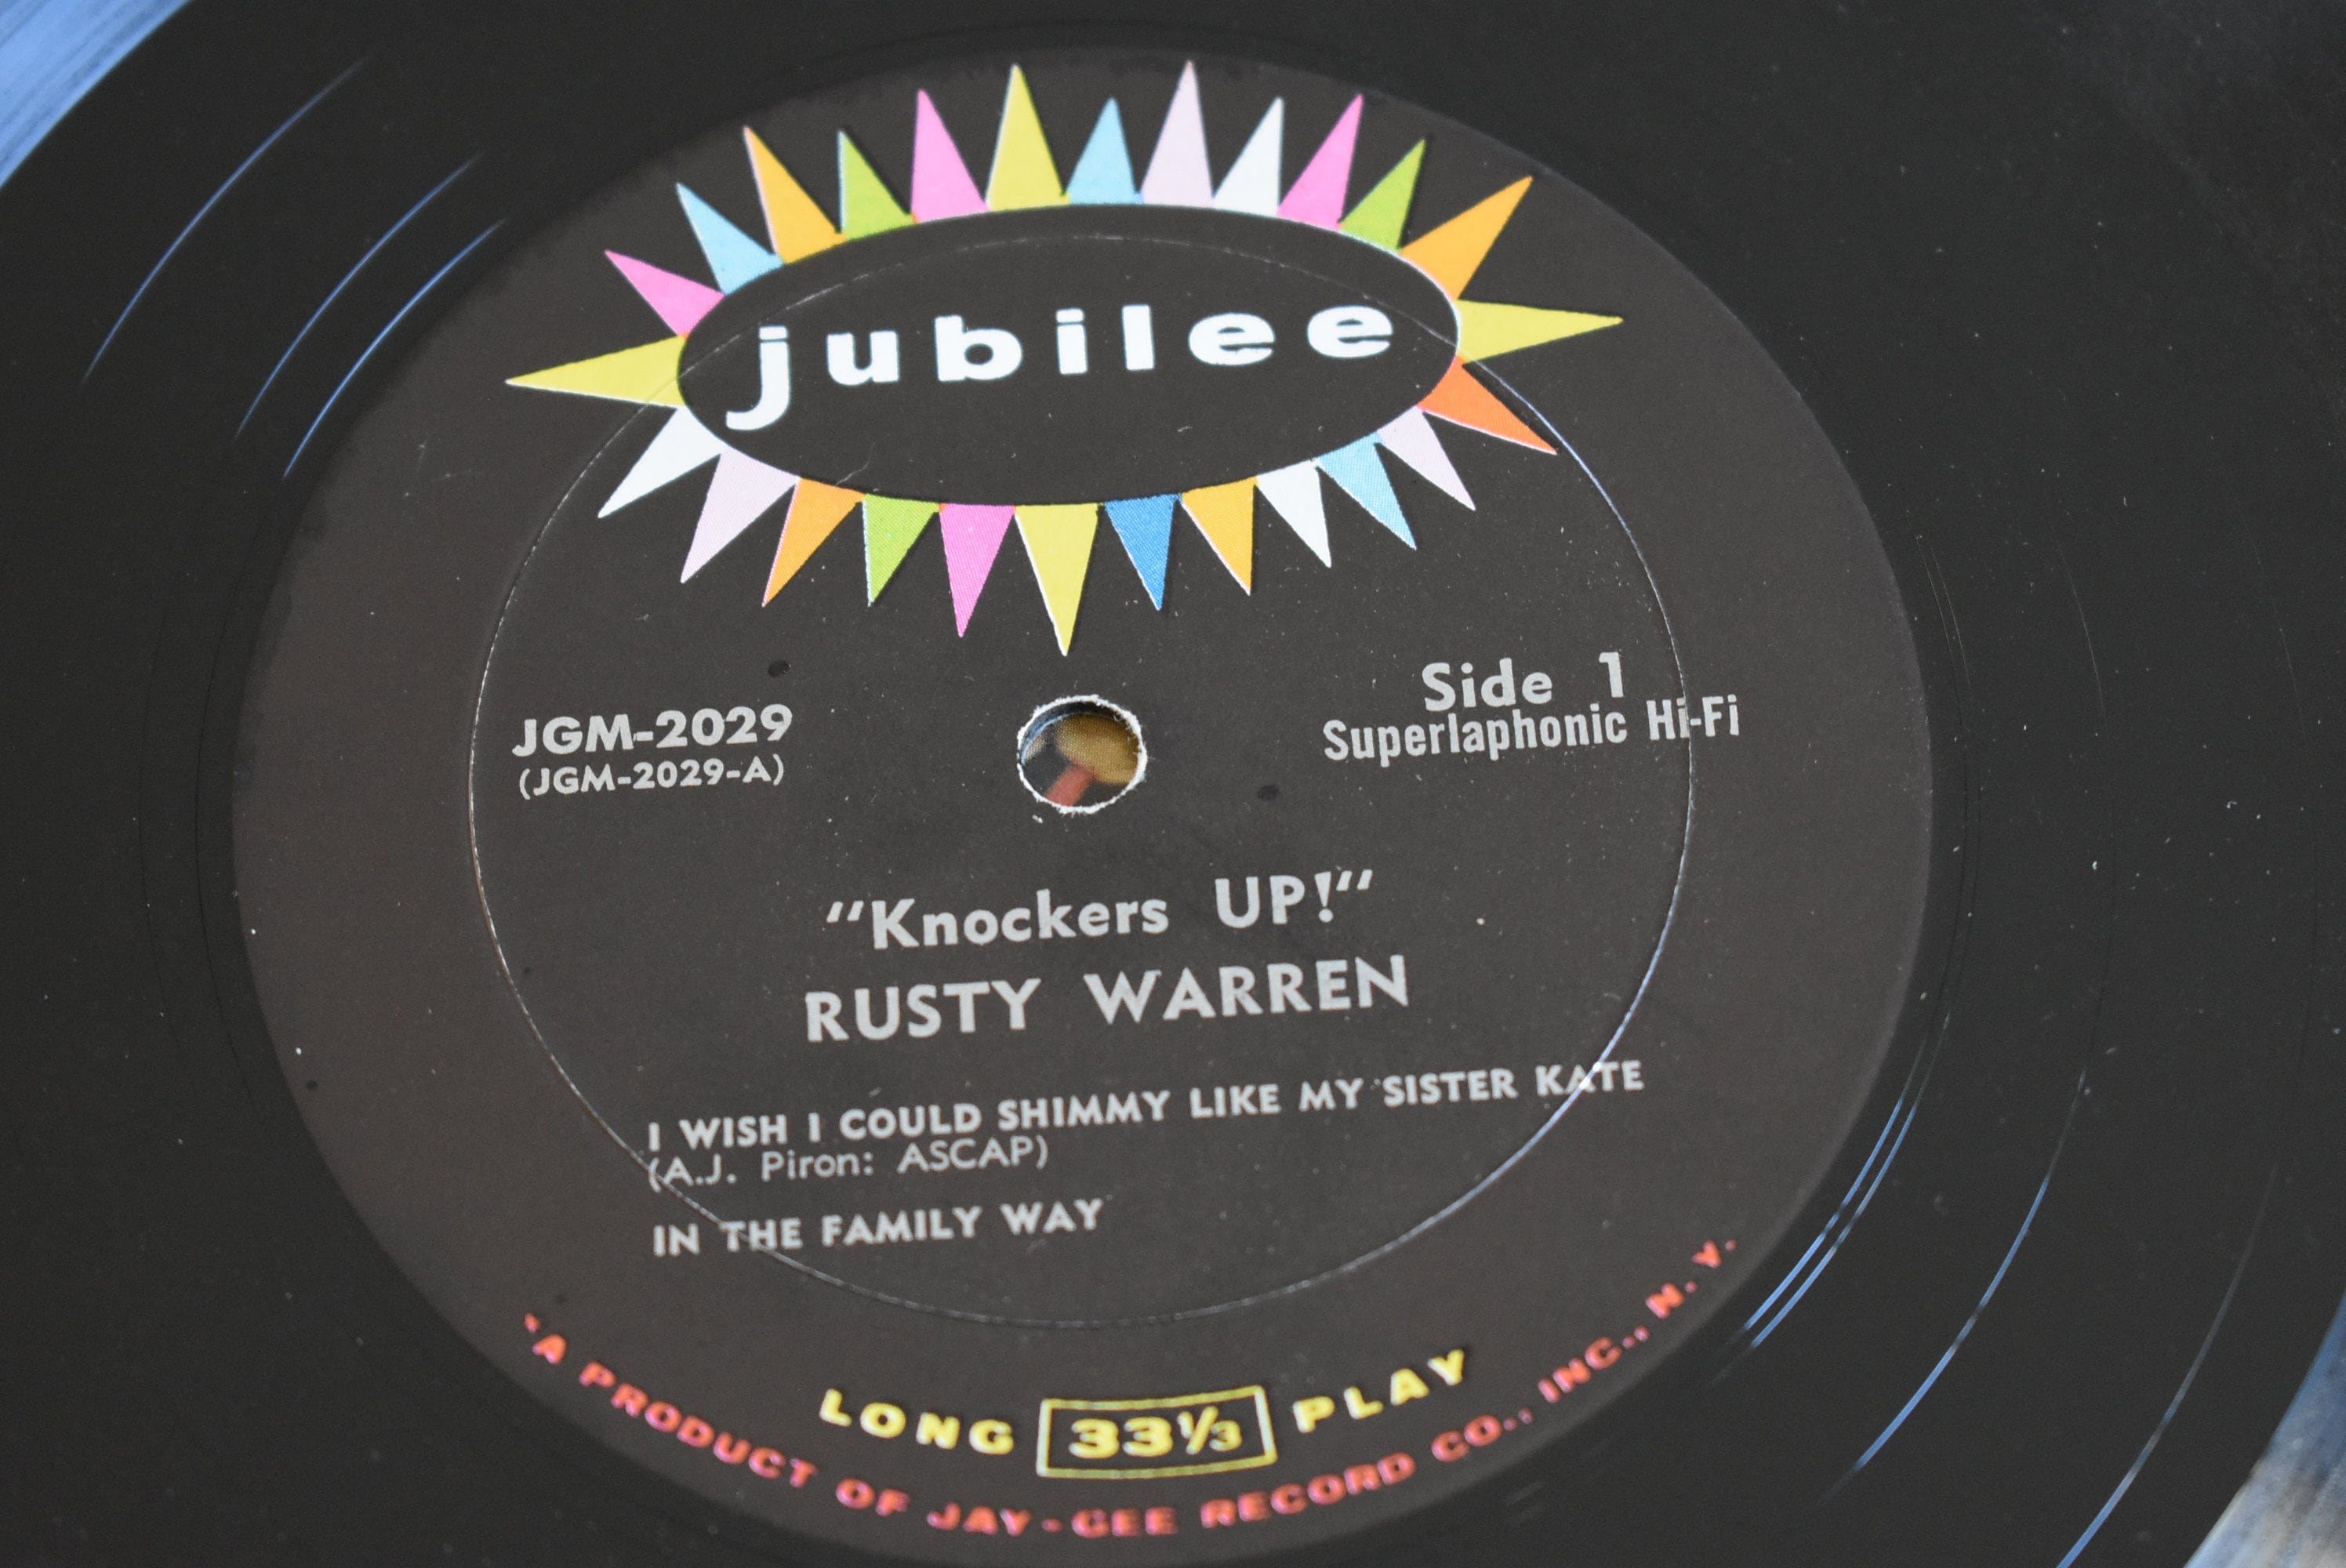 jubilee
JGM-2029
(JGM-2029-A)
Side 1
Superlaphonic Hi-Fi
"Knockers UP!"
RUSTY WARREN
I WISH I COULD SHIMMY LIKE MY SISTER KATE
(A.J. Piron: ASCAP)
IN THE FAMILY WAY
LONG 33⅓ PLAY
A PRODUCT OF JAY-GEE RECORD CO., INC., N. Y.